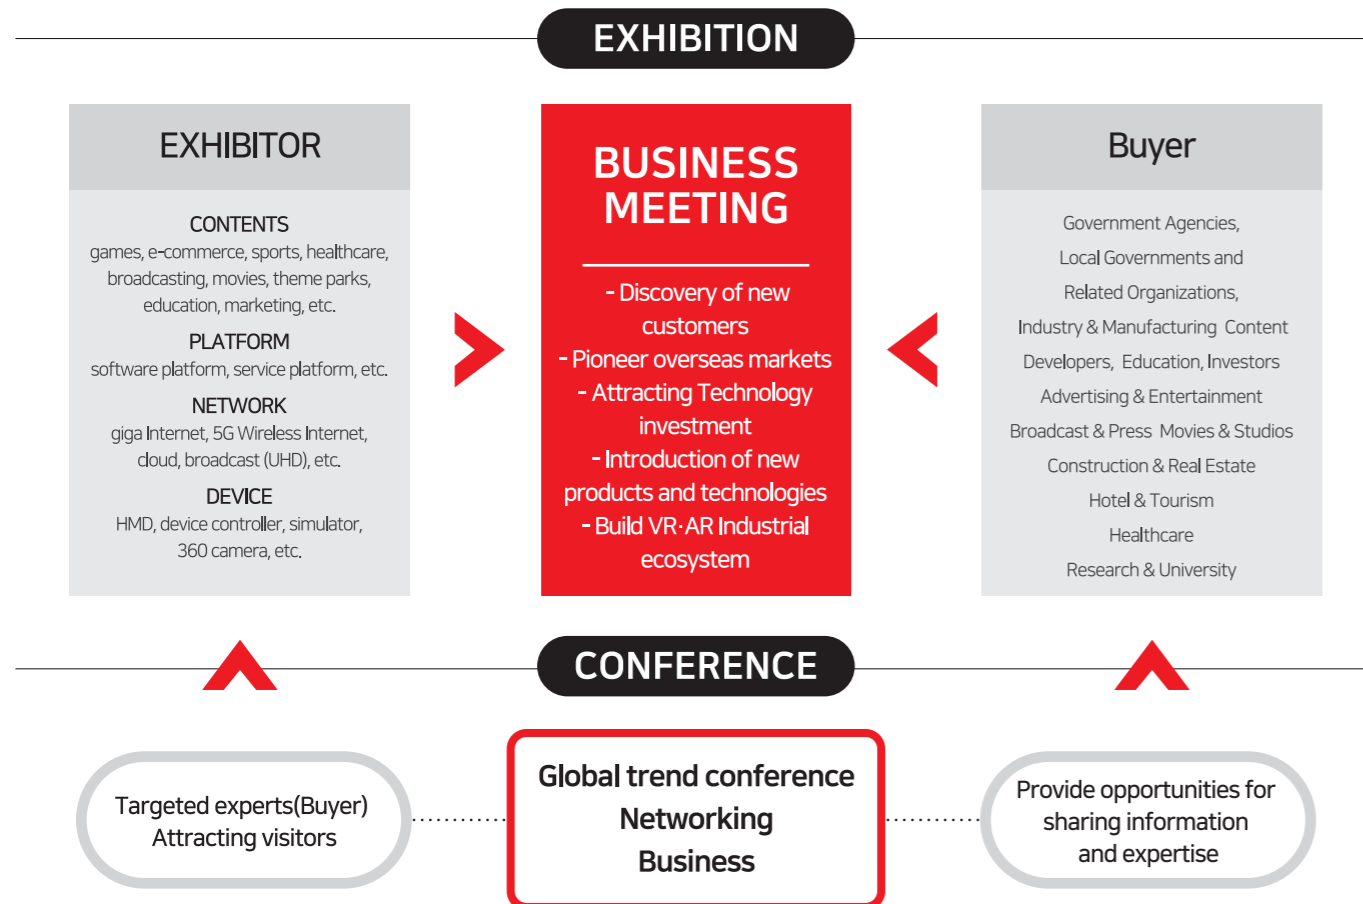 EXHIBITION
EXHIBITOR
CONTENTS
games, e-commerce, sports, healthcare,
broadcasting, movies, theme parks,
education, marketing, etc.
PLATFORM
software platform, service platform, etc.
NETWORK
giga Internet, 5G Wireless Internet,
cloud, broadcast (UHD), etc.
DEVICE
HMD, device controller, simulator,
360 camera, etc.
BUSINESS
MEETING
- Discovery of new
customers
- Pioneer overseas markets
- Attracting Technology
investment
- Introduction of new
products and technologies
- Build VR·AR Industrial
ecosystem
Buyer
Government Agencies,
Local Governments and
Related Organizations,
Industry & Manufacturing Content
Developers, Education, Investors
Advertising & Entertainment
Broadcast & Press Movies & Studios
Construction & Real Estate
Hotel & Tourism
Healthcare
Research & University
CONFERENCE
Targeted experts(Buyer)
Attracting visitors
Global trend conference
Networking
Business
Provide opportunities for
sharing information
and expertise